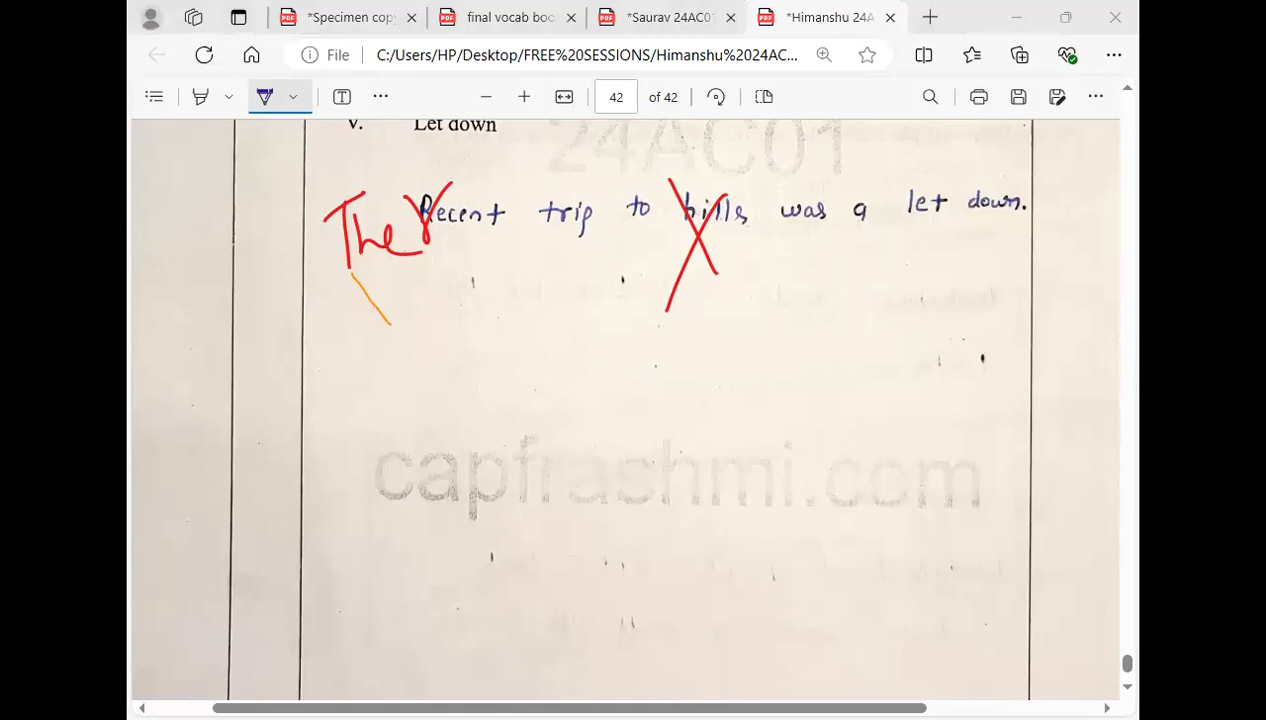 *Specimen cop
final vocab boo
*Saurav 24AC01
*Himanshu 24A
File C:/Users/HP/Desktop/FREE%20SESSIONS/Himanshu%2024AC...
42 of 42
24AC01
v. Let down
The Recent trip to hills was a let down.
capfrashmi.com